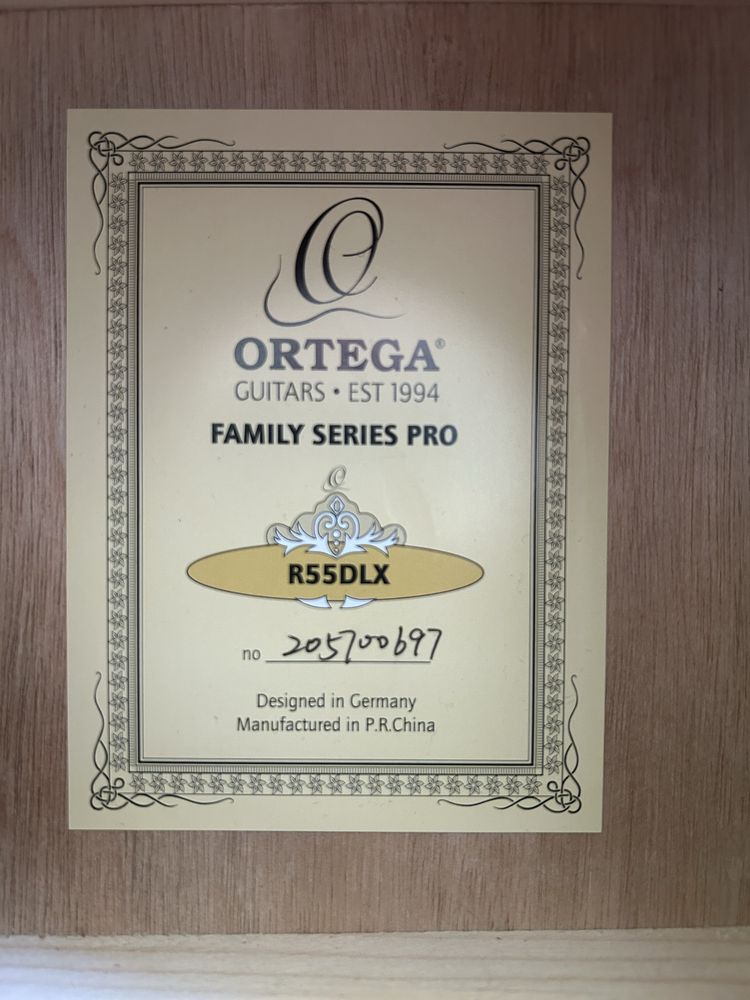 O
ORTEGA®
GUITARS • EST 1994
FAMILY SERIES PRO
R55DLX
no 205700697
Designed in Germany
Manufactured in P.R.China